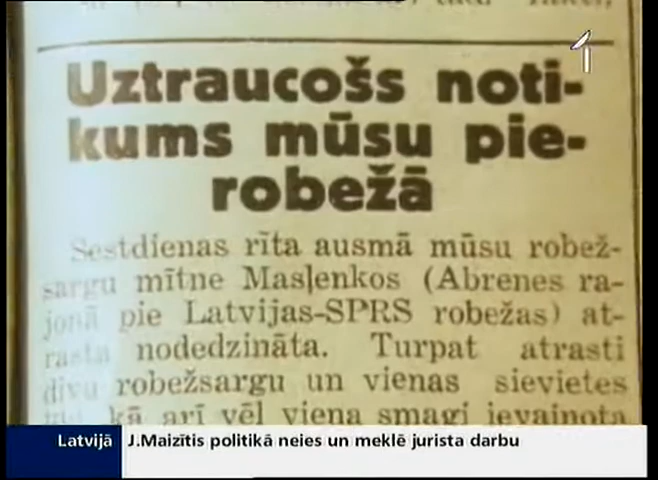 Uztraucošs noti-
kums mūsu pie-
robežā
Sestdienas rīta ausmā mūsu robež-
sargu mītne Masļenkos (Abrenes ra-
jonā pie Latvijas-SPRS robežas) at-
rasta nodedzināta. Turpat atrasti
divu robežsargu un vienas sievietes
kā arī vēl viena smagi ievainota
1
Latvijā J.Maizītis politikā neies un meklē jurista darbu